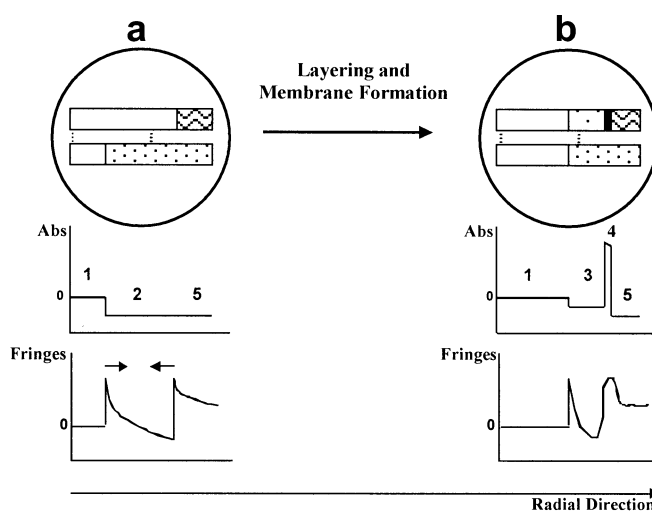 a
b
Layering and
Membrane Formation
Abs
0
1
2
5
Abs
0
1
3
4
5
Fringes
0
Fringes
0
Radial Direction